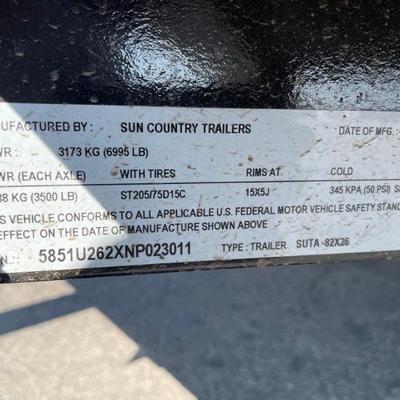 NUFACTURED BY : SUN COUNTRY TRAILERS DATE OF MFG. :
WR : 3173 KG (6995 LB)
WR (EACH AXLE) WITH TIRES RIMS AT COLD
88 KG (3500 LB) ST205/75D15C 15X5J 345 KPA (50 PSI) S
S VEHICLE CONFORMS TO ALL APPLICABLE U.S. FEDERAL MOTOR VEHICLE SAFETY STAND
EFFECT ON THE DATE OF MANUFACTURE SHOWN ABOVE
.N.: 5851U262XNP023011 TYPE : TRAILER SUTA -82X26